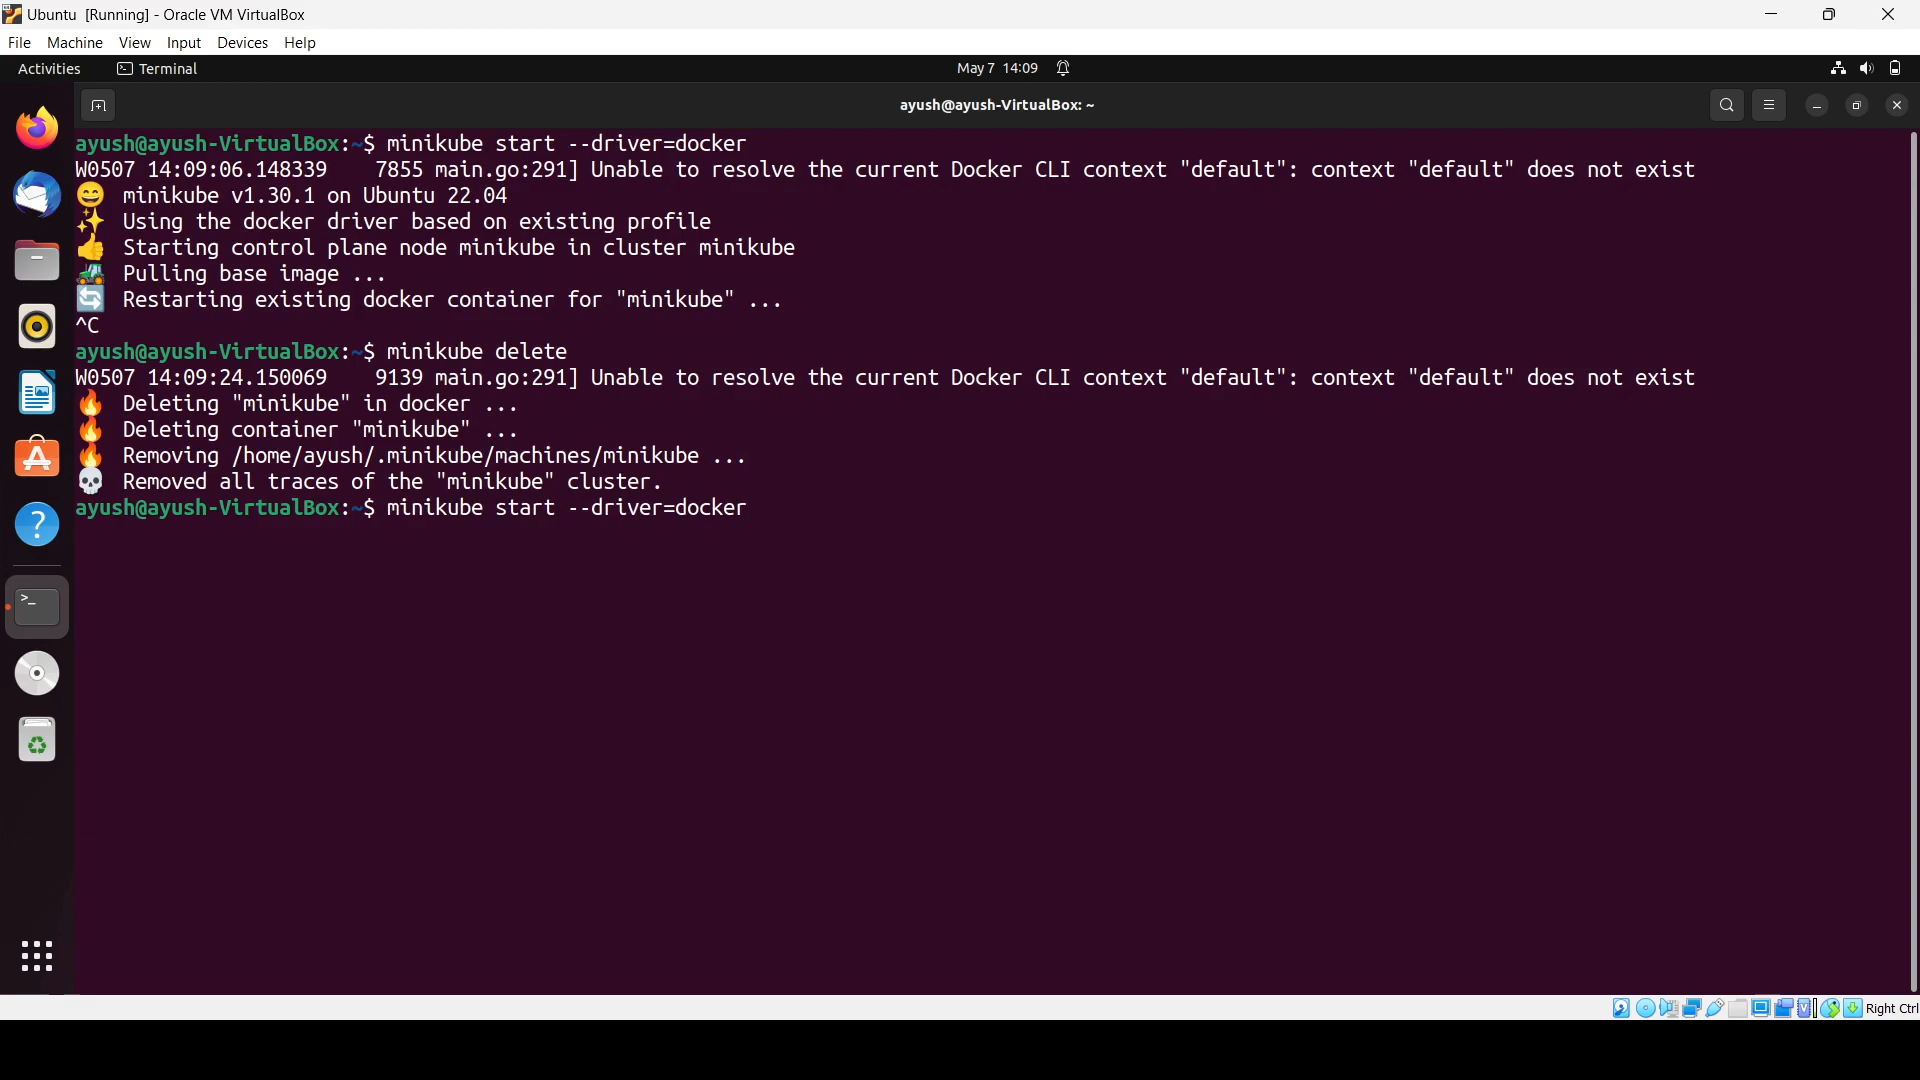 Ubuntu [Running] - Oracle VM VirtualBox
File Machine View Input Devices Help
Activities Terminal May 7 14:09
ayush@ayush-VirtualBox: ~
ayush@ayush-VirtualBox:~$ minikube start --driver=docker
W0507 14:09:06.148339    7855 main.go:291] Unable to resolve the current Docker CLI context "default": context "default" does not exist
😄 minikube v1.30.1 on Ubuntu 22.04
✨ Using the docker driver based on existing profile
👍 Starting control plane node minikube in cluster minikube
🚜 Pulling base image ...
🔄 Restarting existing docker container for "minikube" ...
^C
ayush@ayush-VirtualBox:~$ minikube delete
W0507 14:09:24.150069    9139 main.go:291] Unable to resolve the current Docker CLI context "default": context "default" does not exist
🔥 Deleting "minikube" in docker ...
🔥 Deleting container "minikube" ...
🔥 Removing /home/ayush/.minikube/machines/minikube ...
💀 Removed all traces of the "minikube" cluster.
ayush@ayush-VirtualBox:~$ minikube start --driver=docker
Right Ctrl